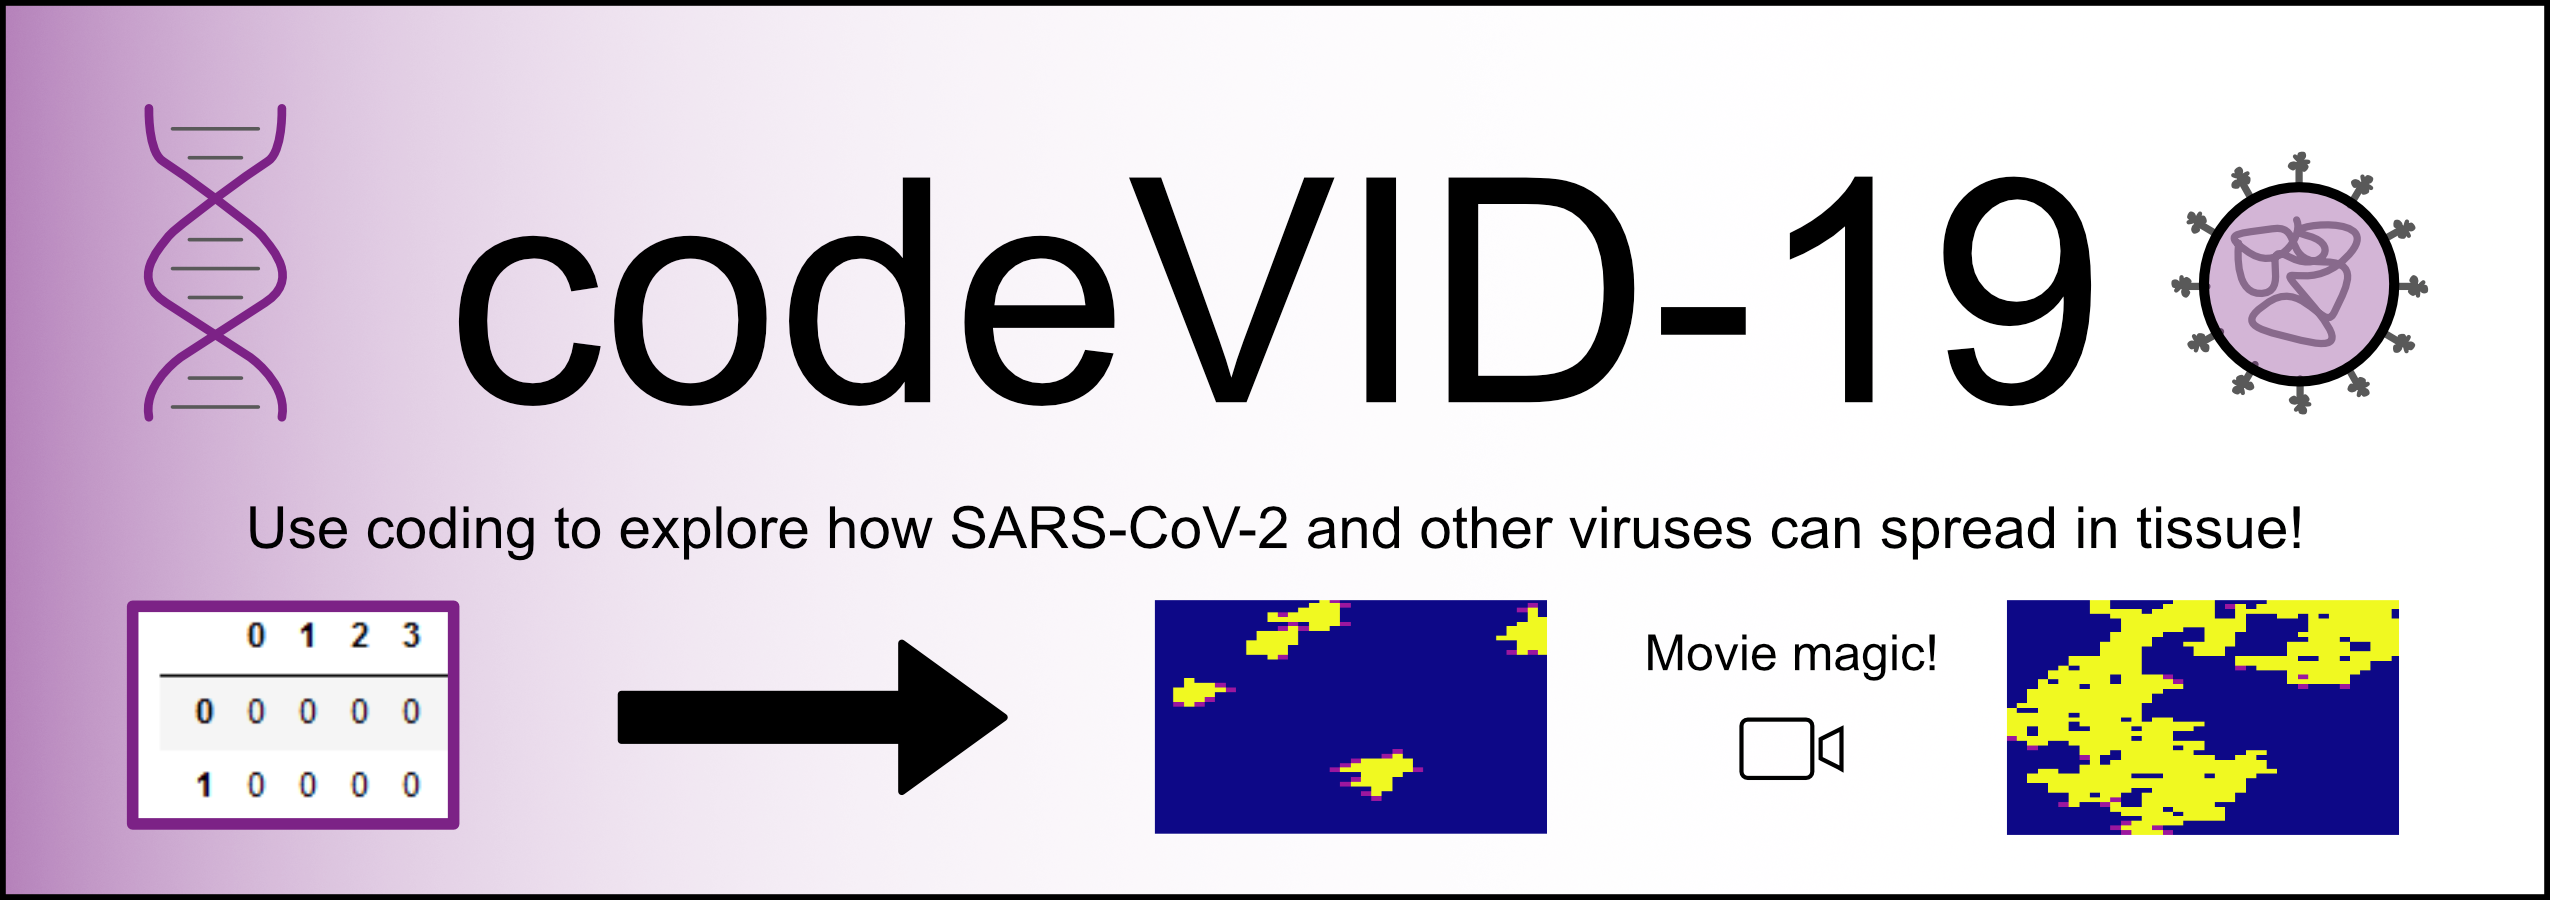 codeVID-19
Use coding to explore how SARS-CoV-2 and other viruses can spread in tissue!
0 1 2 3
0 0 0 0 0
1 0 0 0 0
Movie magic!